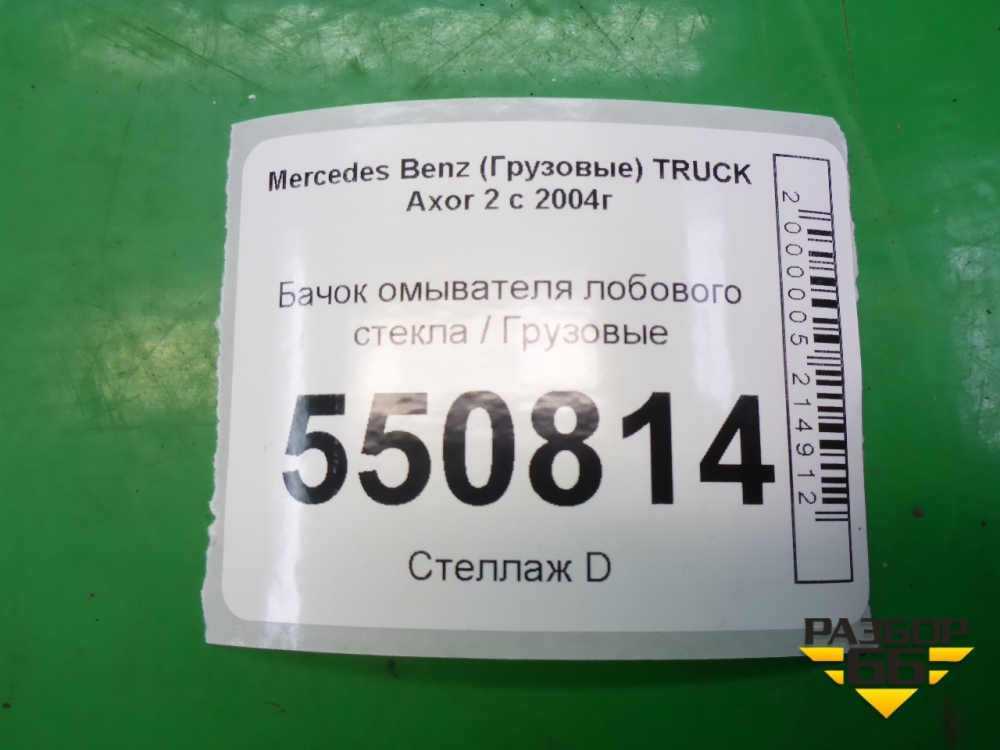 Mercedes Benz (Грузовые) TRUCK
Axor 2 с 2004г
Бачок омывателя лобового
стекла / Грузовые
550814
Стеллаж D
2000005214912
РАЗБОР
66